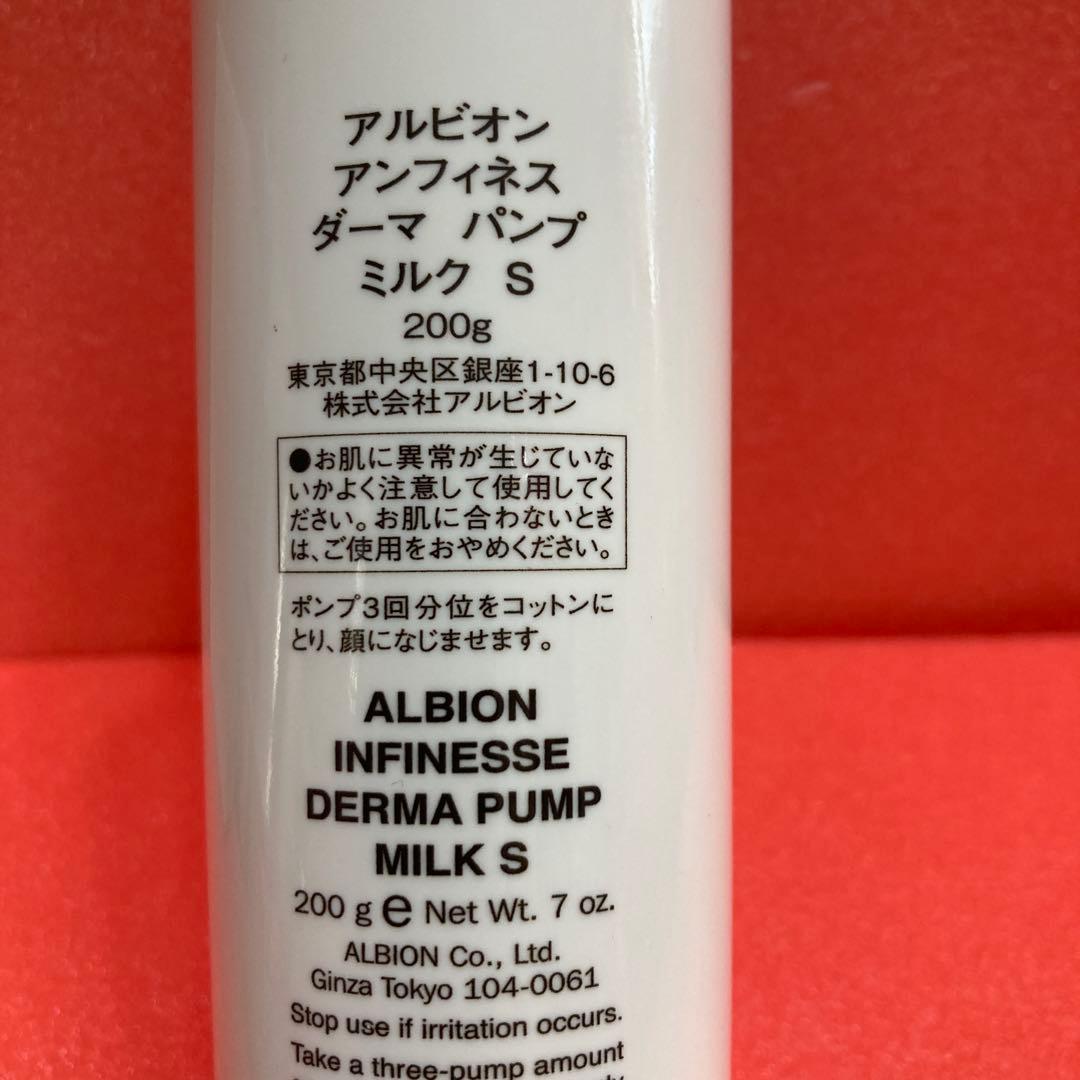 アルビオン
アンフィネス
ダーマ パンプ
ミルク S
200g
東京都中央区銀座1-10-6
株式会社アルビオン
●お肌に異常が生じていな
いかよく注意して使用してく
ださい。お肌に合わないとき
は、ご使用をおやめください。
ポンプ3回分位をコットンに
とり、顔になじませます。
ALBION
INFINESSE
DERMA PUMP
MILK S
200 g e Net Wt. 7 oz.
ALBION Co., Ltd.
Ginza Tokyo 104-0061
Stop use if irritation occurs.
Take a three-pump amount